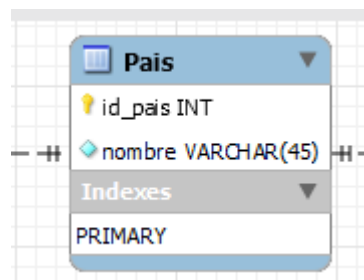 Pais
id_pais INT
nombre VARCHAR(45)
Indexes
PRIMARY